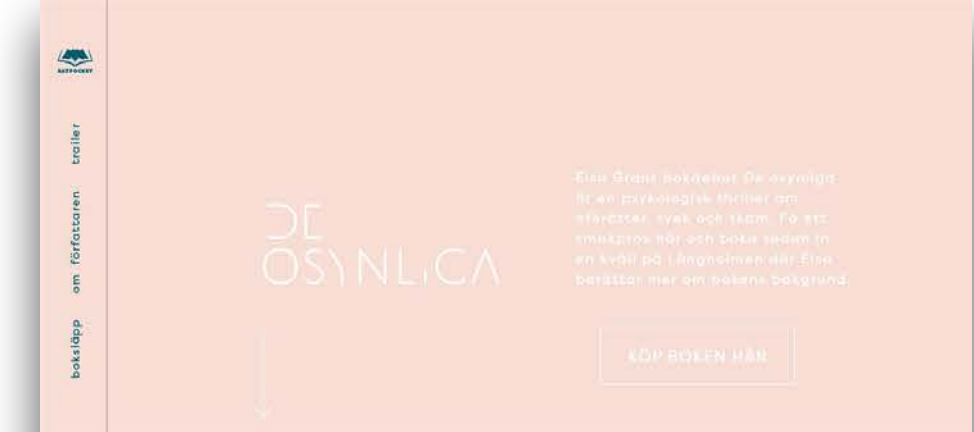 trailer
om författaren
boksläpp
DE
OSYNLIGA
Elsa Grans bokdebut De osynliga
är en psykologisk thriller om
oförrätter, svek och skam. Få ett
smakprov här och boka sedan in
en kväll på Långholmen där Elsa
berättar mer om bokens bakgrund.
KÖP BOKEN HÄR